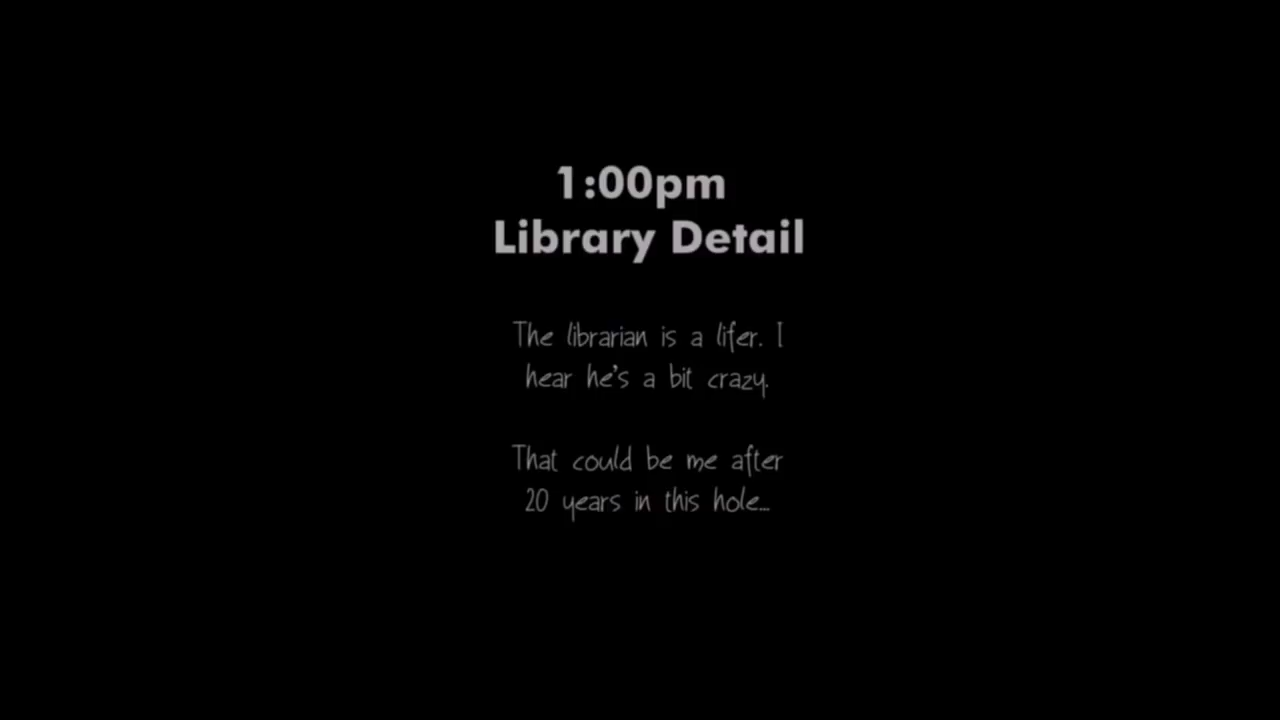 1:00pm
Library Detail
The librarian is a lifer. I
hear he's a bit crazy.
That could be me after
20 years in this hole...